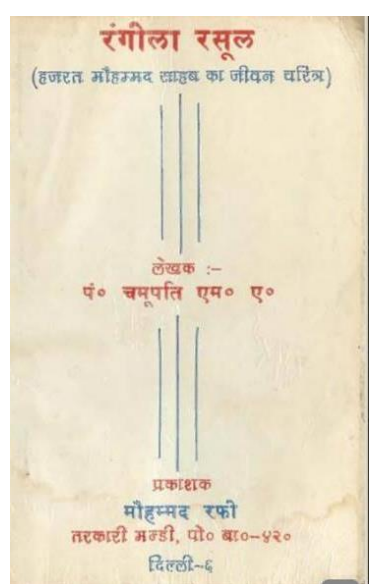 रंगीला रसूल
(हजरत मौहम्मद साहब का जीवन चरित्र)
लेखक :-
पं० चमूपति एम० ए०
प्रकाशक
मौहम्मद रफी
तरकारी मन्डी, पो० बा०-४२०
दिल्ली-६